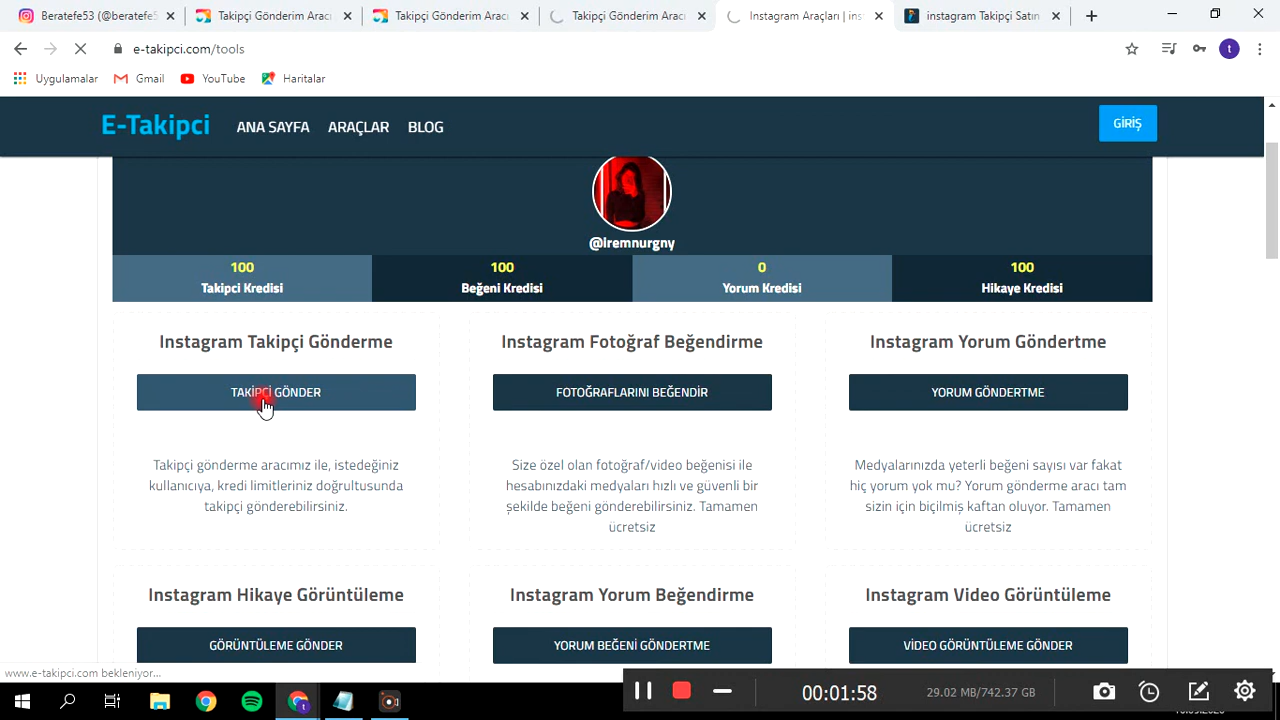 Beratefe53 (@beratefe5
Takipçi Gönderim Aracı
Takipçi Gönderim Aracı
Takipçi Gönderim Aracı
Instagram Araçları | ins
instagram Takipçi Satın
e-takipci.com/tools
t
Uygulamalar
Gmail
YouTube
Haritalar
E-Takipci
ANA SAYFA
ARAÇLAR
BLOG
GİRİŞ
@iremnurgny
100
Takipci Kredisi
100
Beğeni Kredisi
0
Yorum Kredisi
100
Hikaye Kredisi
Instagram Takipçi Gönderme
TAKİPÇİ GÖNDER
Takipçi gönderme aracımız ile, istedeğiniz
kullanıcıya, kredi limitleriniz doğrultusunda
takipçi gönderebilirsiniz.
Instagram Fotoğraf Beğendirme
FOTOĞRAFLARINI BEĞENDİR
Size özel olan fotoğraf/video beğenisi ile
hesabınızdaki medyaları hızlı ve güvenli bir
şekilde beğeni gönderebilirsiniz. Tamamen
ücretsiz
Instagram Yorum Göndertme
YORUM GÖNDERTME
Medyalarınızda yeterli beğeni sayısı var fakat
hiç yorum yok mu? Yorum gönderme aracı tam
sizin için biçilmiş kaftan oluyor. Tamamen
ücretsiz
Instagram Hikaye Görüntüleme
GÖRÜNTÜLEME GÖNDER
Instagram Yorum Beğendirme
YORUM BEĞENİ GÖNDERTME
Instagram Video Görüntüleme
VİDEO GÖRÜNTÜLEME GÖNDER
www.e-takipci.com bekleniyor...
00:01:58
29.02 MB/742.37 GB